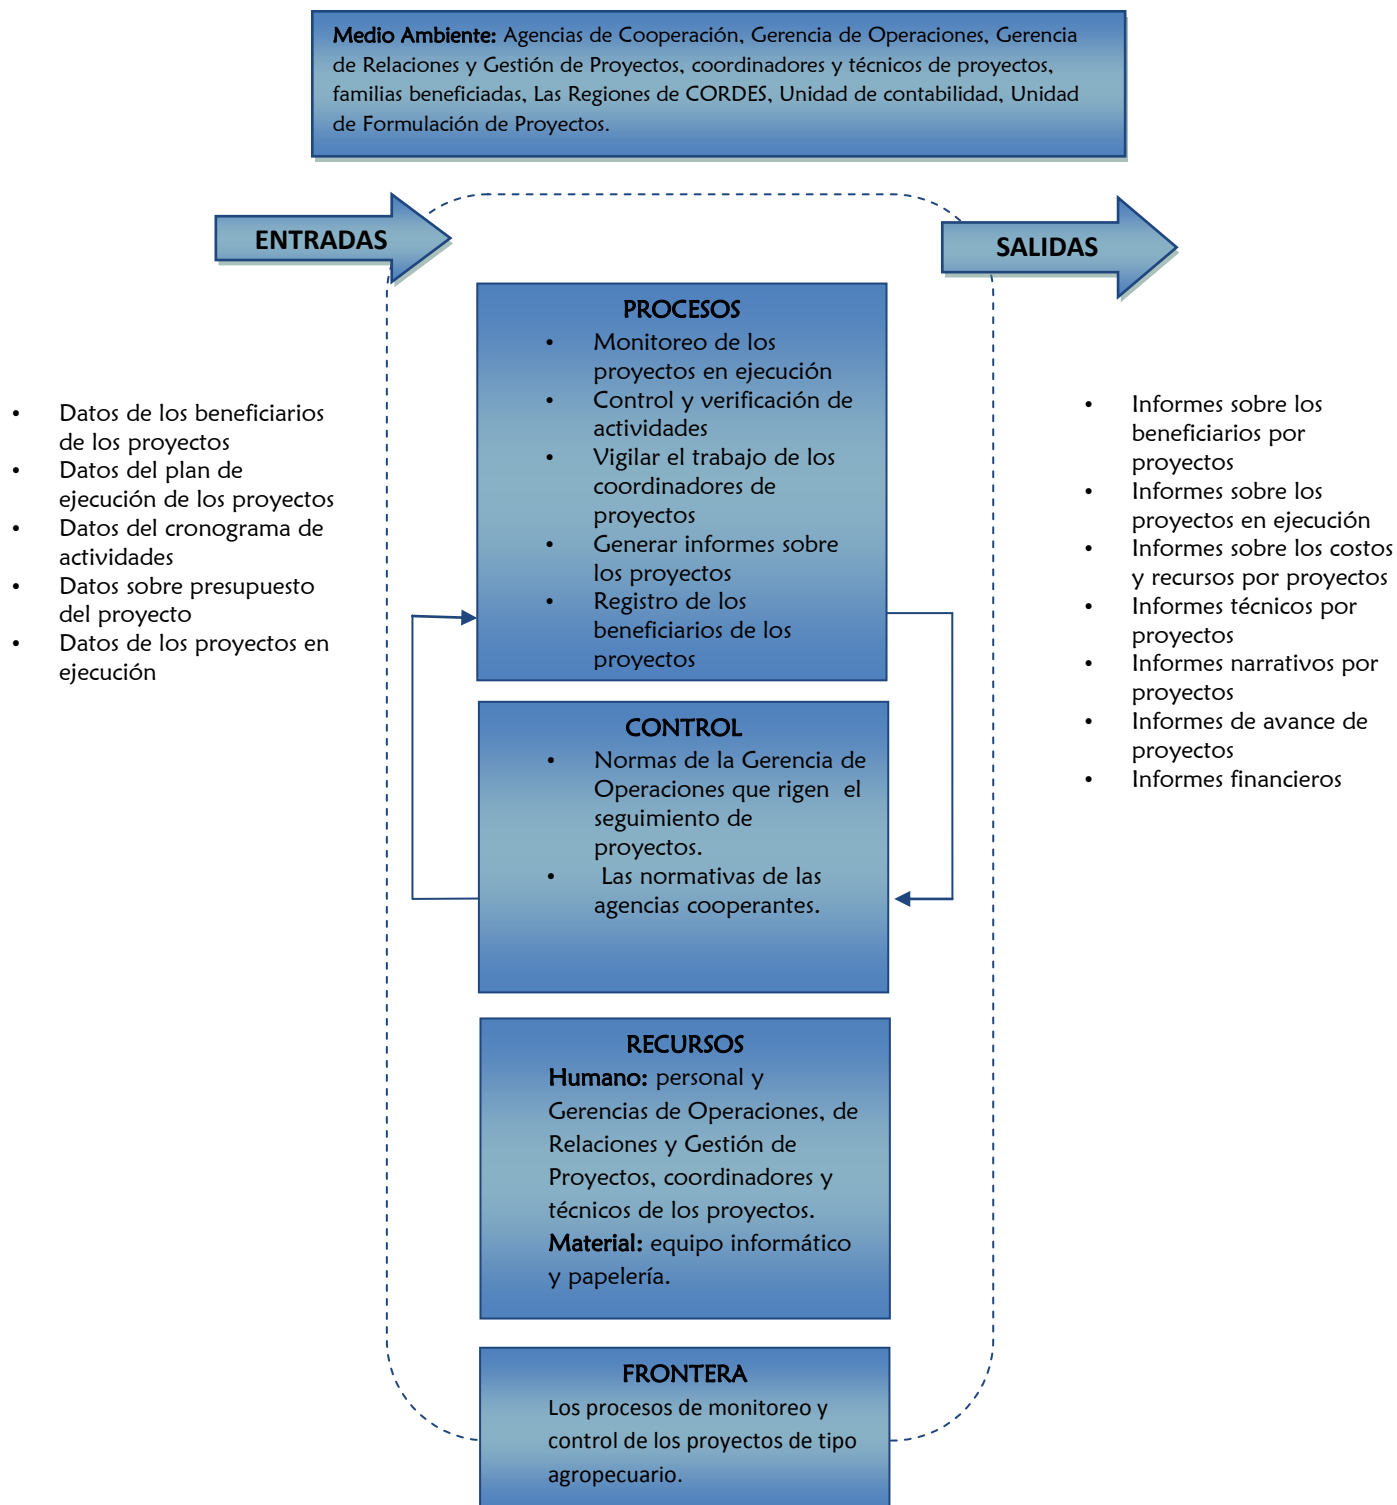 Medio Ambiente: Agencias de Cooperación, Gerencia de Operaciones, Gerencia
de Relaciones y Gestión de Proyectos, coordinadores y técnicos de proyectos,
familias beneficiadas, Las Regiones de CORDES, Unidad de contabilidad, Unidad
de Formulación de Proyectos.
ENTRADAS
SALIDAS
• Datos de los beneficiarios
de los proyectos
• Datos del plan de
ejecución de los proyectos
• Datos del cronograma de
actividades
• Datos sobre presupuesto
del proyecto
• Datos de los proyectos en
ejecución
PROCESOS
• Monitoreo de los
proyectos en ejecución
• Control y verificación de
actividades
• Vigilar el trabajo de los
coordinadores de
proyectos
• Generar informes sobre
los proyectos
• Registro de los
beneficiarios de los
proyectos
CONTROL
• Normas de la Gerencia de
Operaciones que rigen el
seguimiento de
proyectos.
• Las normativas de las
agencias cooperantes.
RECURSOS
Humano: personal y
Gerencias de Operaciones, de
Relaciones y Gestión de
Proyectos, coordinadores y
técnicos de los proyectos.
Material: equipo informático
y papelería.
FRONTERA
Los procesos de monitoreo y
control de los proyectos de tipo
agropecuario.
• Informes sobre los
beneficiarios por
proyectos
• Informes sobre los
proyectos en ejecución
• Informes sobre los costos
y recursos por proyectos
• Informes técnicos por
proyectos
• Informes narrativos por
proyectos
• Informes de avance de
proyectos
• Informes financieros